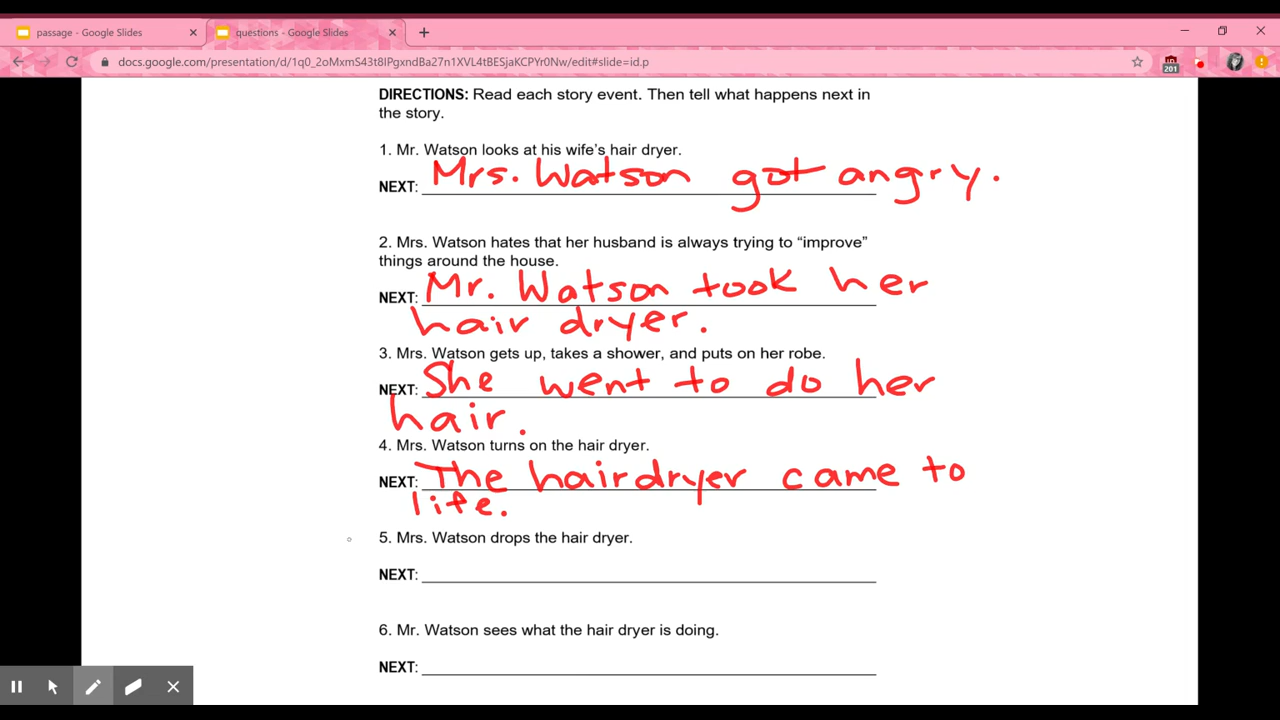 passage - Google Slides
questions - Google Slides
docs.google.com/presentation/d/1q0_2oMxmS43t8lPgxndBa27n1XVL4tBESjaKCPYr0Nw/edit#slide=id.p
201
DIRECTIONS: Read each story event. Then tell what happens next in
the story.
1. Mr. Watson looks at his wife's hair dryer.
NEXT: Mrs. Watson got angry.
2. Mrs. Watson hates that her husband is always trying to “improve”
things around the house.
NEXT: Mr. Watson took her
hair dryer.
3. Mrs. Watson gets up, takes a shower, and puts on her robe.
NEXT: She went to do her
hair.
4. Mrs. Watson turns on the hair dryer.
NEXT: The hairdryer came to
life.
5. Mrs. Watson drops the hair dryer.
NEXT:
6. Mr. Watson sees what the hair dryer is doing.
NEXT: